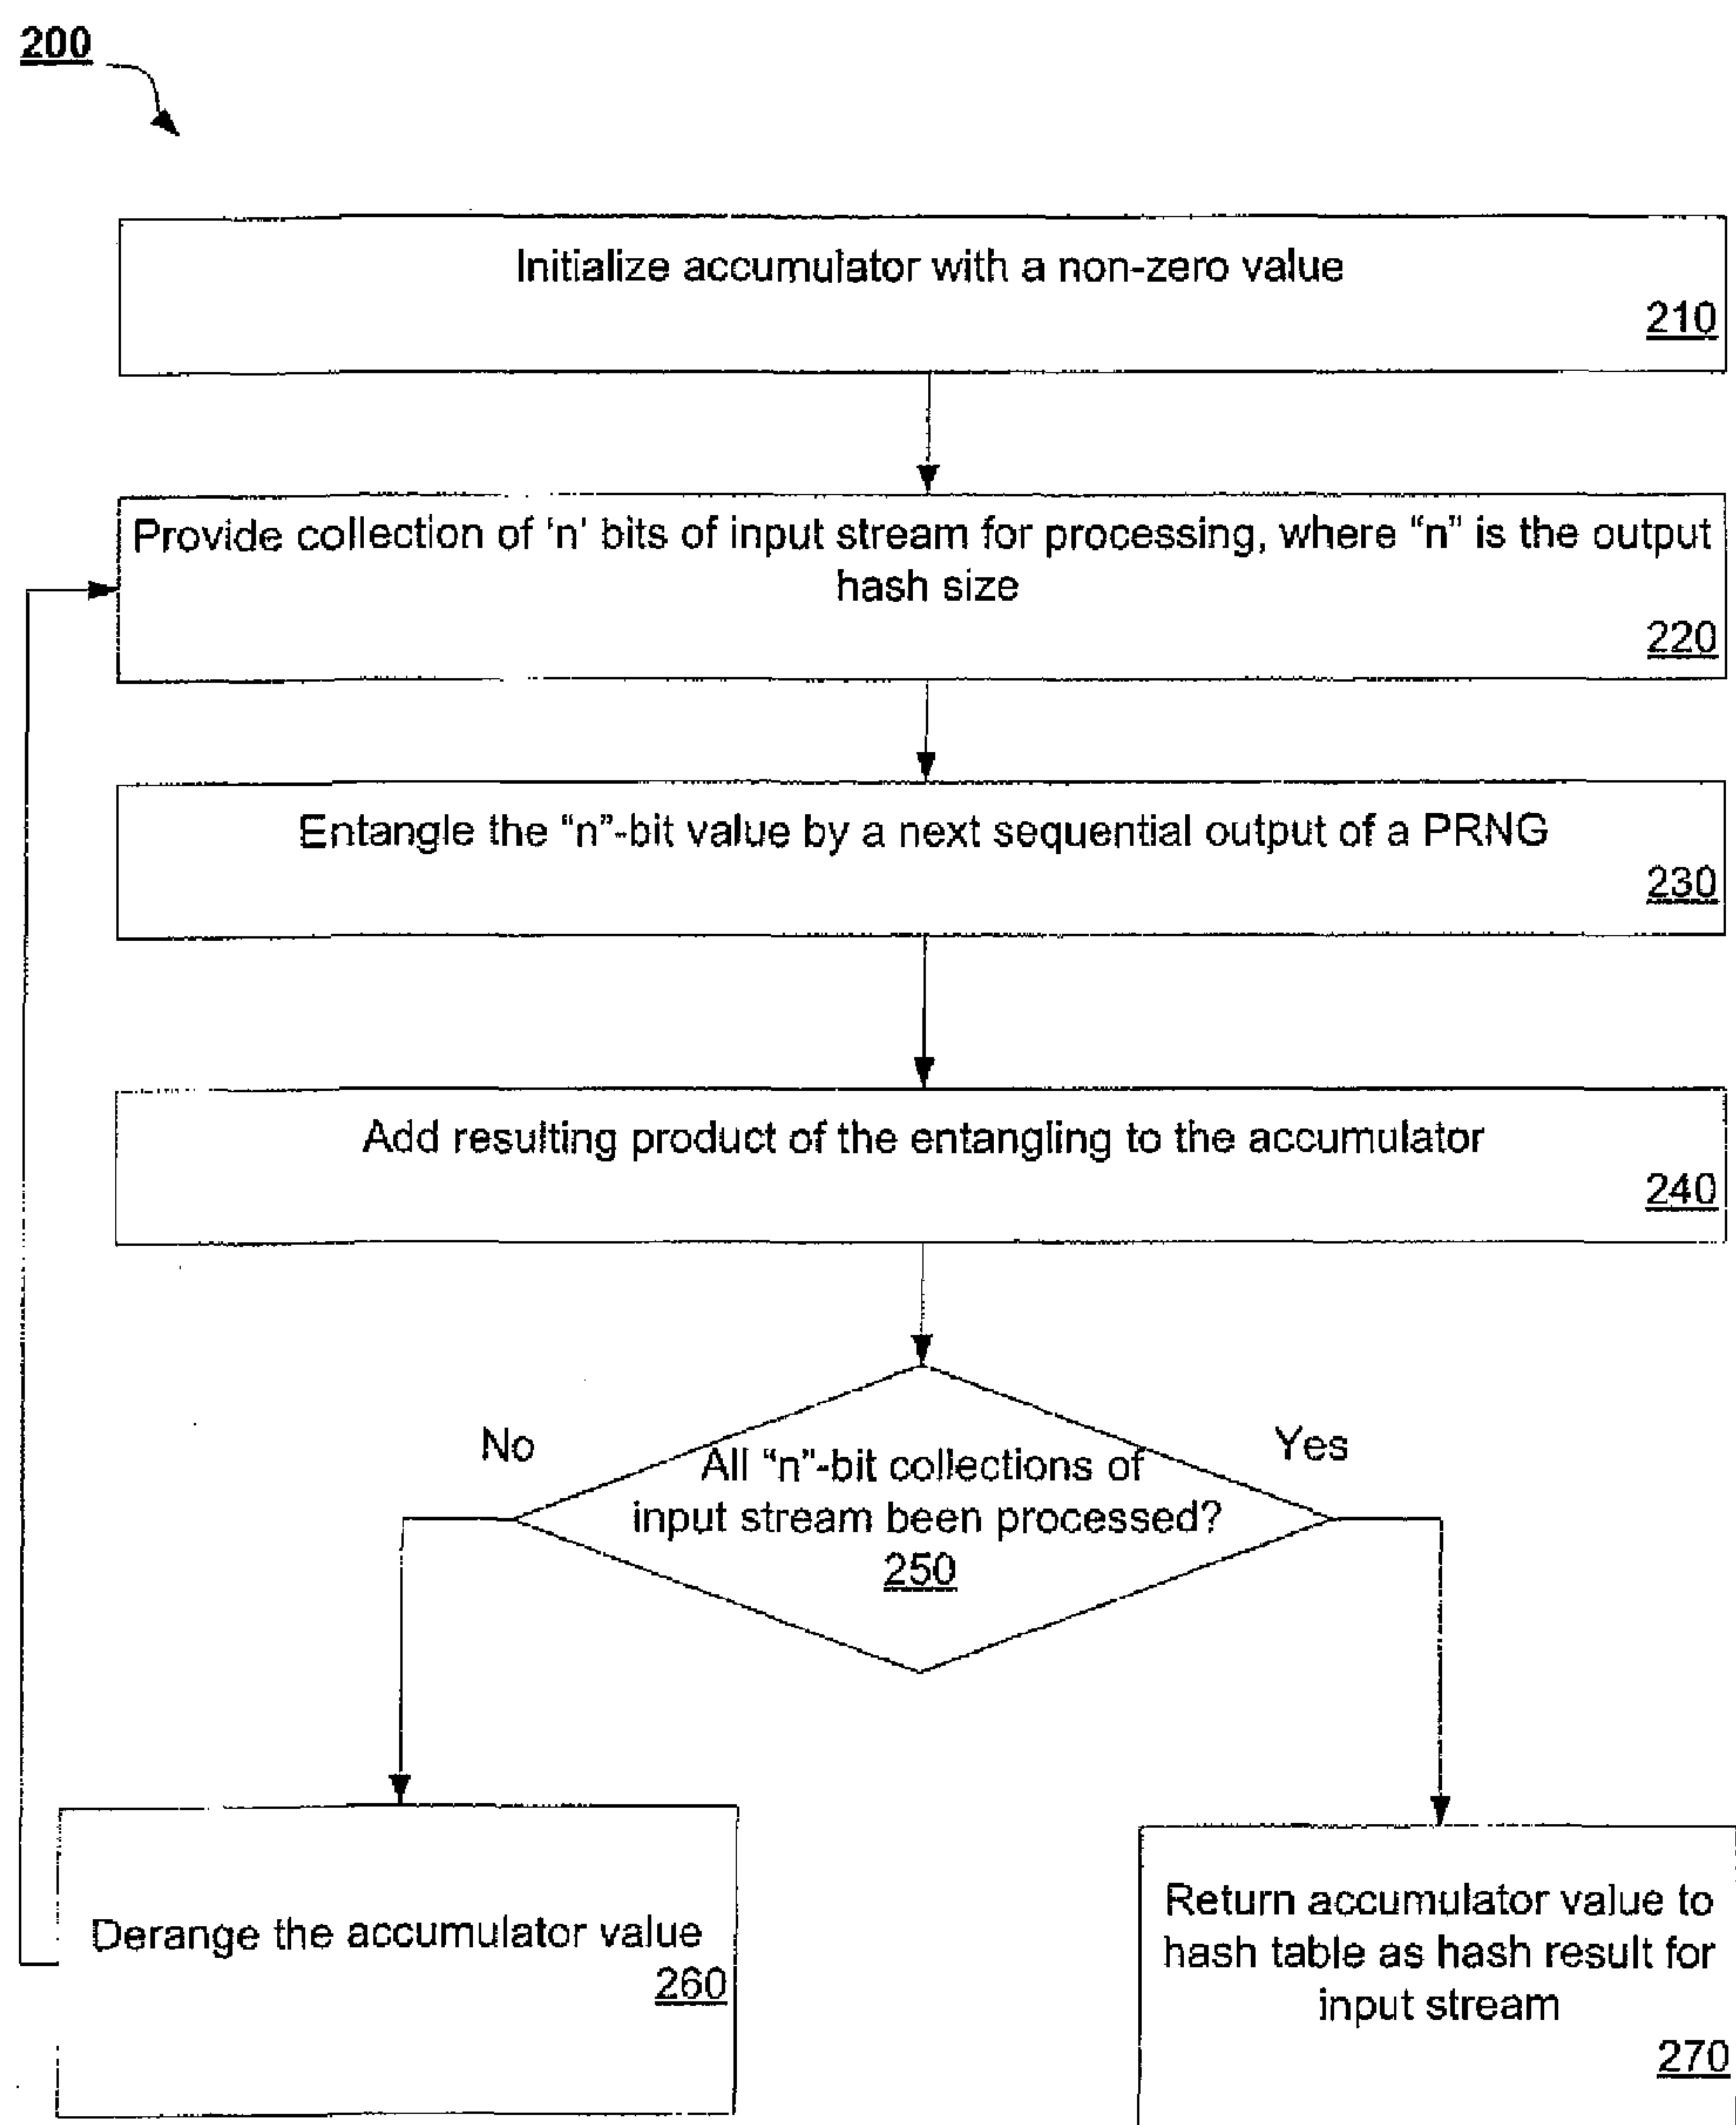 200
Initialize accumulator with a non-zero value
210
Provide collection of 'n' bits of input stream for processing, where "n" is the output
hash size
220
Entangle the "n"-bit value by a next sequential output of a PRNG
230
Add resulting product of the entangling to the accumulator
240
No
Yes
All "n"-bit collections of
input stream been processed?
250
Derange the accumulator value
260
Return accumulator value to
hash table as hash result for
input stream
270